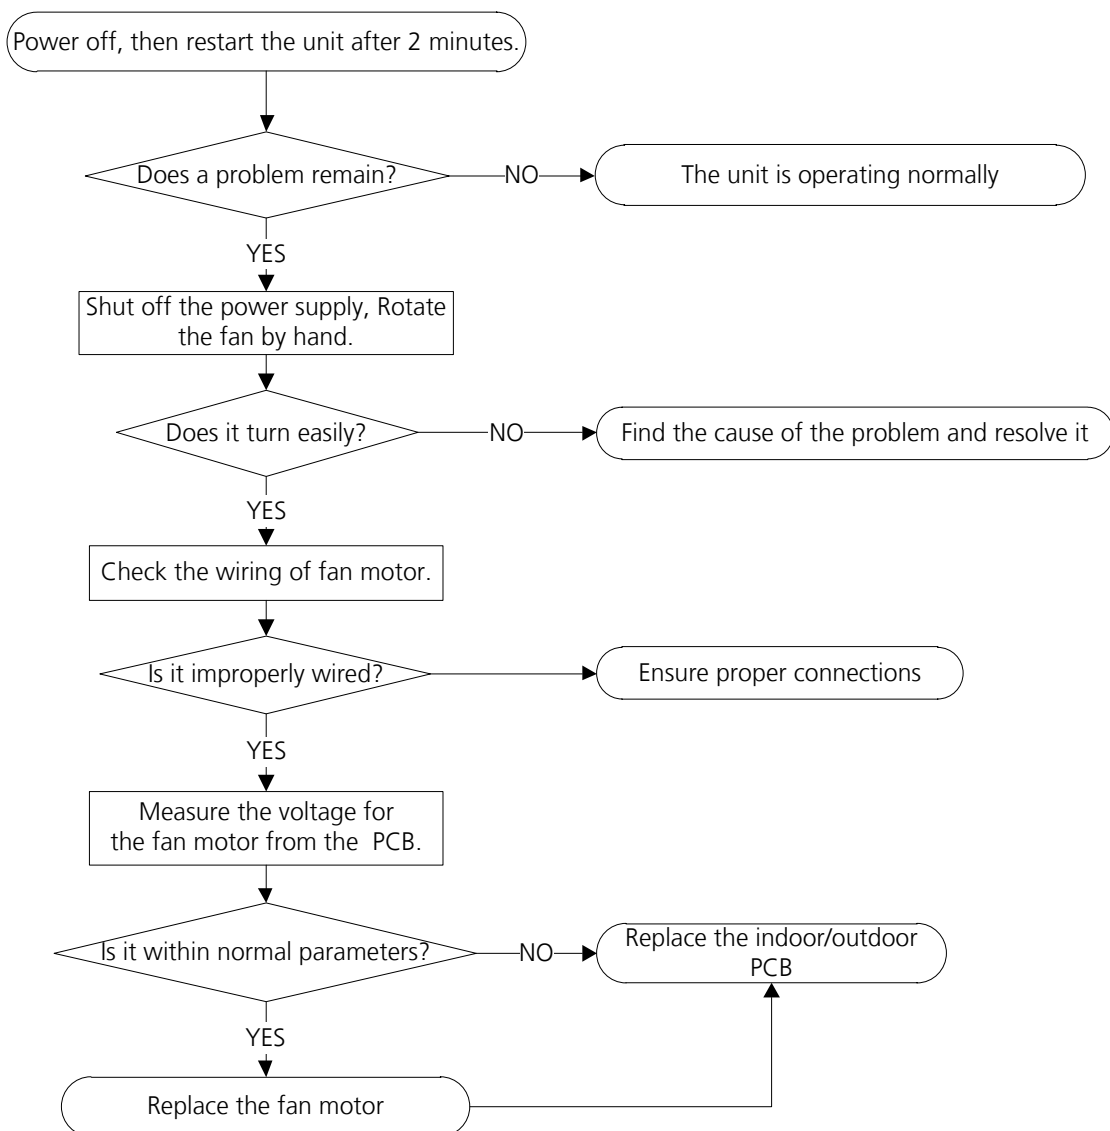 Power off, then restart the unit after 2 minutes.
Does a problem remain?
NO
The unit is operating normally
YES
Shut off the power supply, Rotate
the fan by hand.
Does it turn easily?
NO
Find the cause of the problem and resolve it
YES
Check the wiring of fan motor.
Is it improperly wired?
Ensure proper connections
YES
Measure the voltage for
the fan motor from the PCB.
Is it within normal parameters?
NO
Replace the indoor/outdoor
PCB
YES
Replace the fan motor